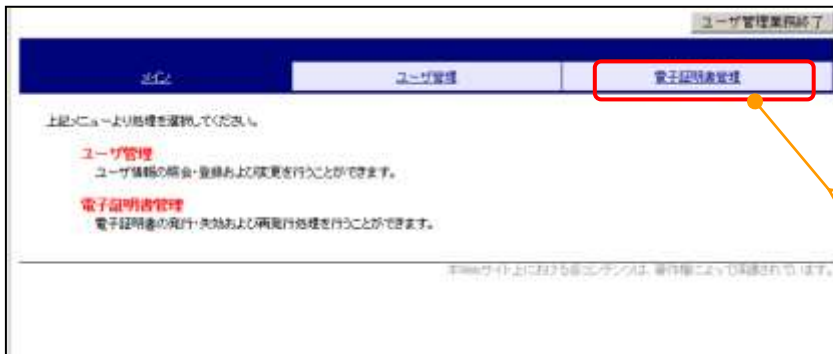 ユーザ管理業務終了
メイン ユーザ管理 電子証明書管理
上記メニューより処理を選択してください。
ユーザ管理
ユーザ情報の照会・登録および変更を行うことができます。
電子証明書管理
電子証明書の発行・失効および再発行処理を行うことができます。
本Webサイト上における各コンテンツは、著作権によって保護されています。